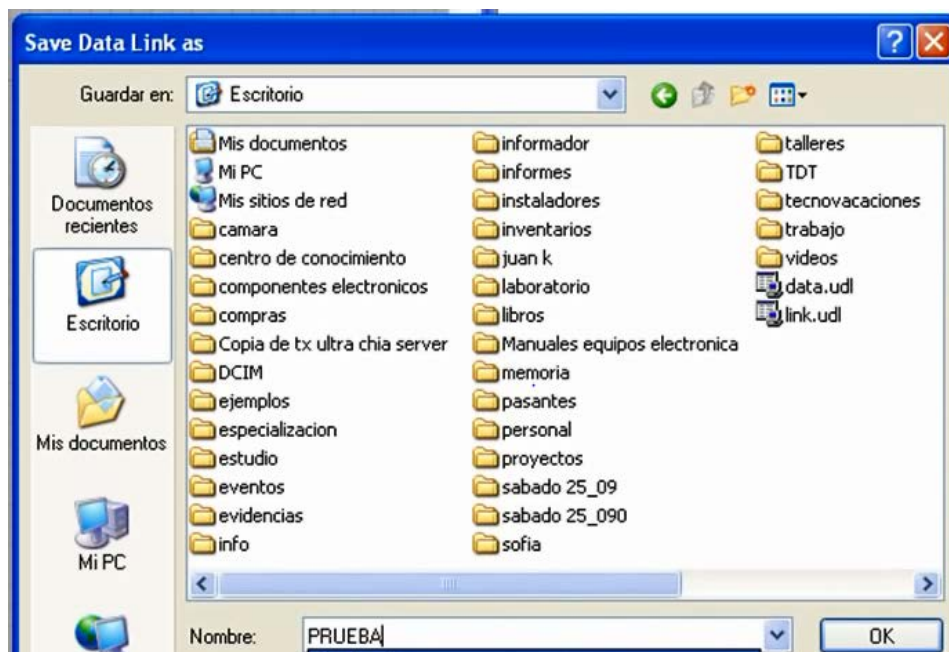 Save Data Link as
Guardar en:
Escritorio
Documentos
recientes
Escritorio
Mis documentos
Mi PC
Mis documentos
Mi PC
Mis sitios de red
camara
centro de conocimiento
componentes electronicos
compras
Copia de tx ultra chia server
DCIM
ejemplos
especializacion
estudio
eventos
evidencias
info
informador
informes
instaladores
inventarios
juan k
laboratorio
libros
Manuales equipos electronica
memoria
pasantes
personal
proyectos
sabado 25_09
sabado 25_090
sofia
talleres
TDT
tecnovacaciones
trabajo
videos
data.udl
link.udl
Nombre:
PRUEBA
OK